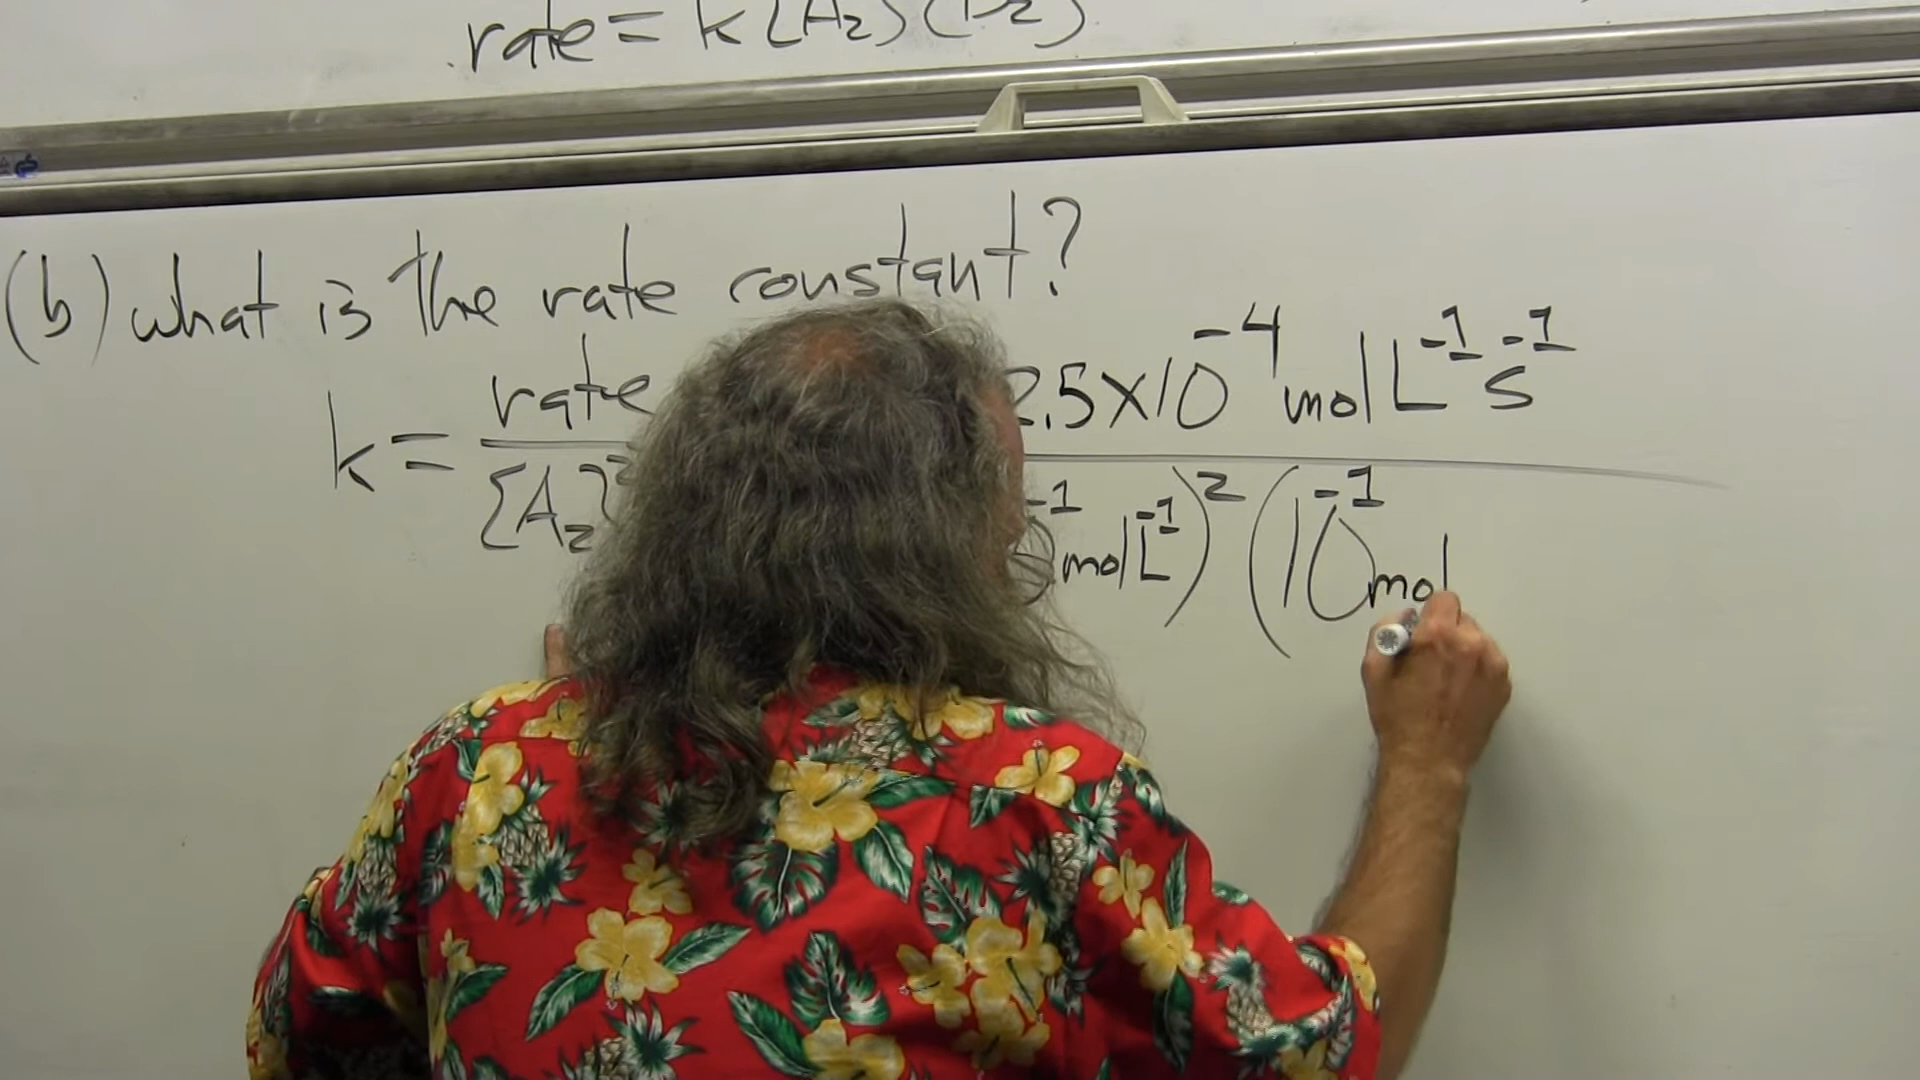 rate = k[A₂](B₂)
(b) what is the rate constant?
k = rate 2.5 X 10⁻⁴ mol L⁻¹ s⁻¹
[A₂]² ⁻¹ mol L⁻¹)² (10⁻¹ mol